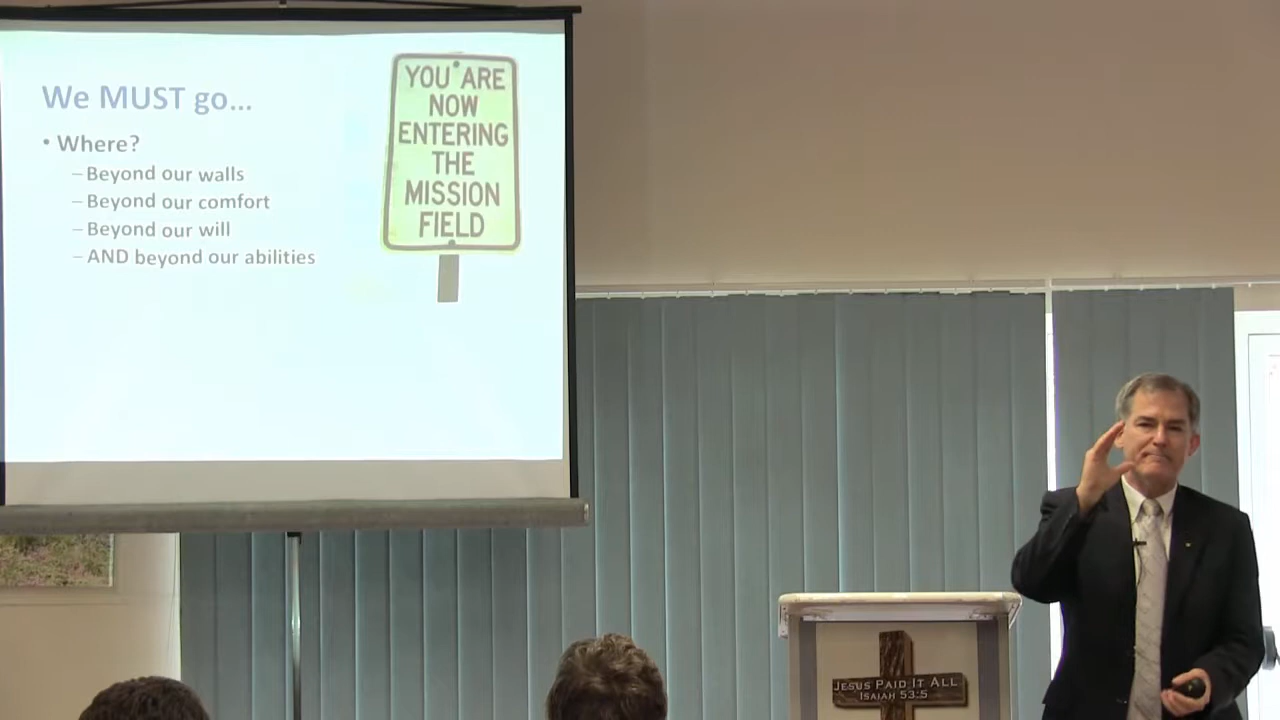 We MUST go...
• Where?
– Beyond our walls
– Beyond our comfort
– Beyond our will
– AND beyond our abilities
YOU ARE
NOW
ENTERING
THE
MISSION
FIELD
JESUS PAID IT ALL
ISAIAH 53:5